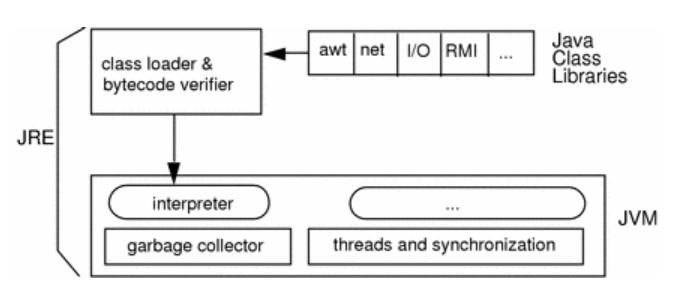 class loader &
bytecode verifier
awt net I/O RMI ...
Java
Class
Libraries
JRE
interpreter
...
JVM
garbage collector
threads and synchronization